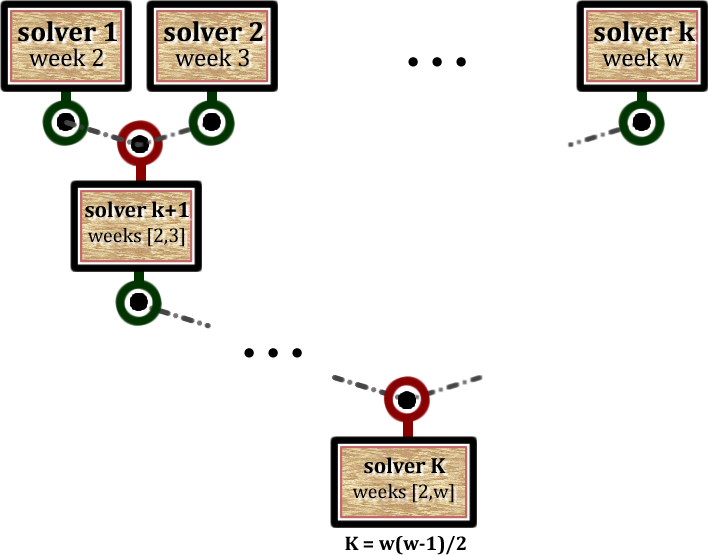 solver 1
week 2
solver 2
week 3
solver k
week w
solver k+1
weeks [2,3]
solver K
weeks [2,w]
K = w(w-1)/2